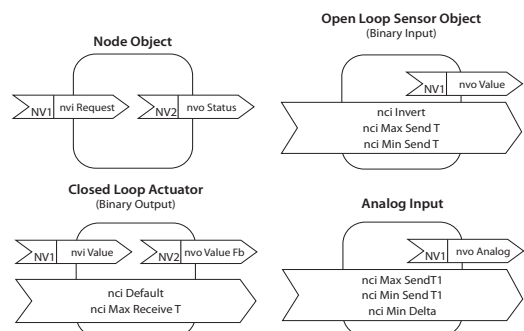 Node Object
NV1 nvi Request NV2 nvo Status
Open Loop Sensor Object
(Binary Input)
NV1 nvo Value
nci Invert
nci Max Send T
nci Min Send T
Closed Loop Actuator
(Binary Output)
NV1 nvi Value NV2 nvo Value Fb
nci Default
nci Max Receive T
Analog Input
NV1 nvo Analog
nci Max SendT1
nci Min Send T1
nci Min Delta